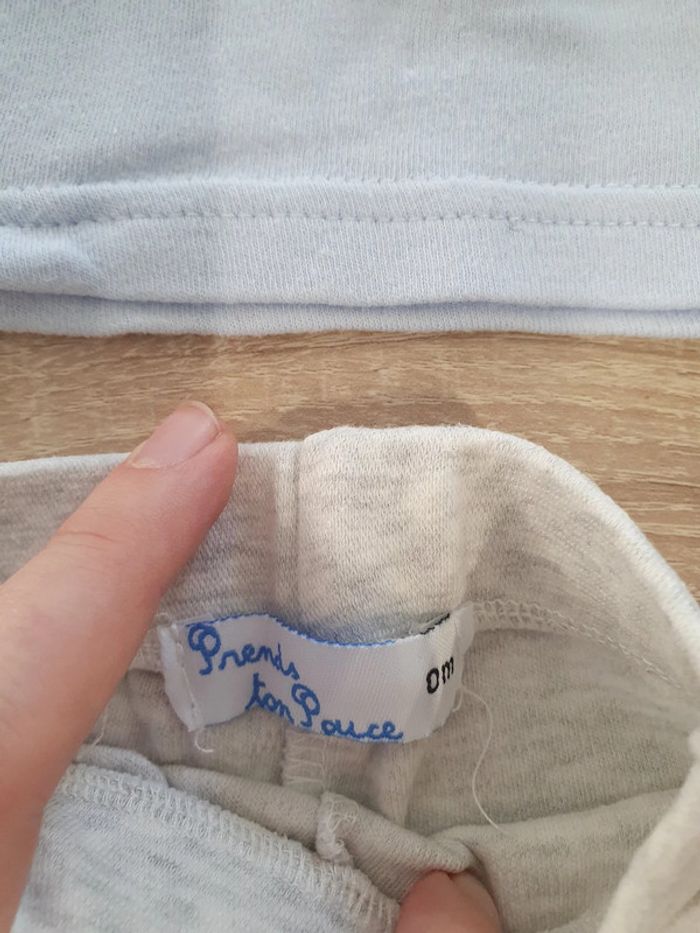 Prends
ton Pouce
0m